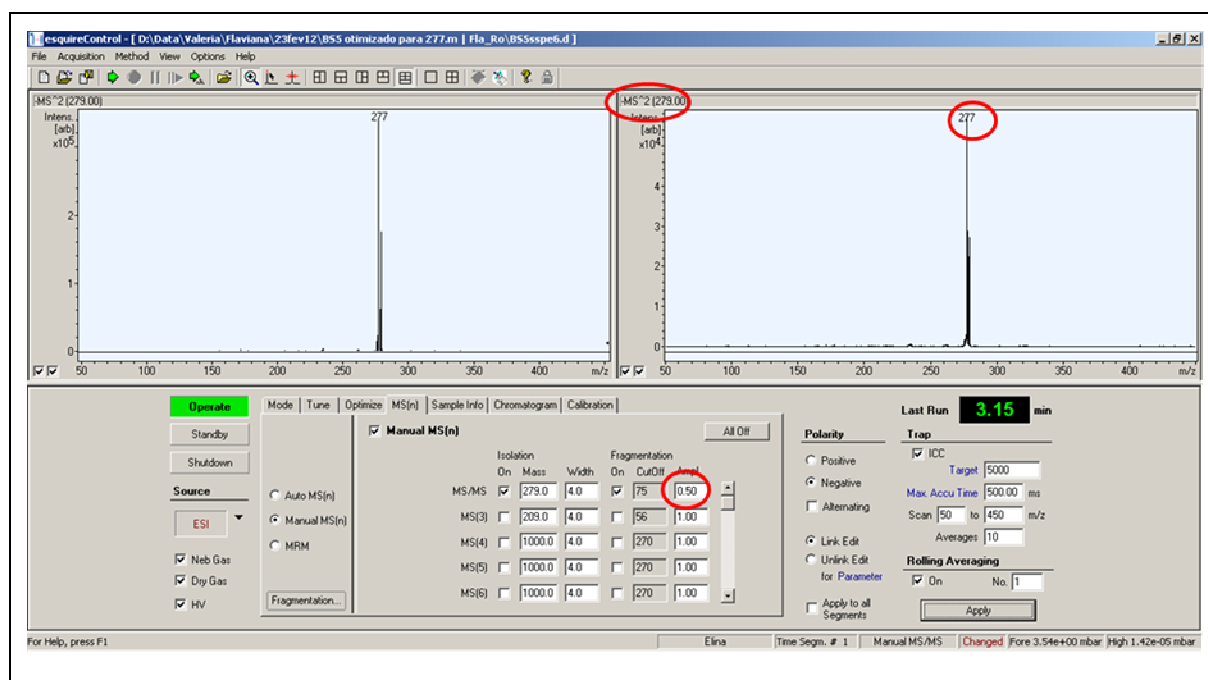 esquireControl - [ D:\Data\Valeria\Flaviana\23fev12\BS5 otimizado para 277.m | Fla_Ro\BS5sspe6.d ]
File Acquisition Method View Options Help
-MS^2 (279.00)
Intens.
[arb]
x10^5
277
2
1
0
50 100 150 200 250 300 350 400 m/z
-MS^2 (279.00)
Intens.
[arb]
x10^4
277
4
3
2
1
0
50 100 150 200 250 300 350 400 m/z
Operate
Standby
Shutdown
Source
ESI
Neb Gas
Dry Gas
HV
Mode Tune Optimize MS(n) Sample Info Chromatogram Calibration
Auto MS(n)
Manual MS(n)
MRM
Fragmentation...
Manual MS(n) All Off
Isolation Fragmentation
On Mass Width On CutOff Ampl.
MS/MS 279.0 4.0 75 0.50
MS(3) 209.0 4.0 56 1.00
MS(4) 1000.0 4.0 270 1.00
MS(5) 1000.0 4.0 270 1.00
MS(6) 1000.0 4.0 270 1.00
Polarity
Positive
Negative
Alternating
Link Edit
Unlink Edit
for Parameter
Apply to all
Segments
Last Run 3.15 min
Trap
ICC
Target 5000
Max. Accu Time 500.00 ms
Scan 50 to 450 m/z
Averages 10
Rolling Averaging
On No. 1
Apply
For Help, press F1
Elina Time Segm. # 1 Manual MS/MS Changed Fore 3.54e+00 mbar High 1.42e-05 mbar